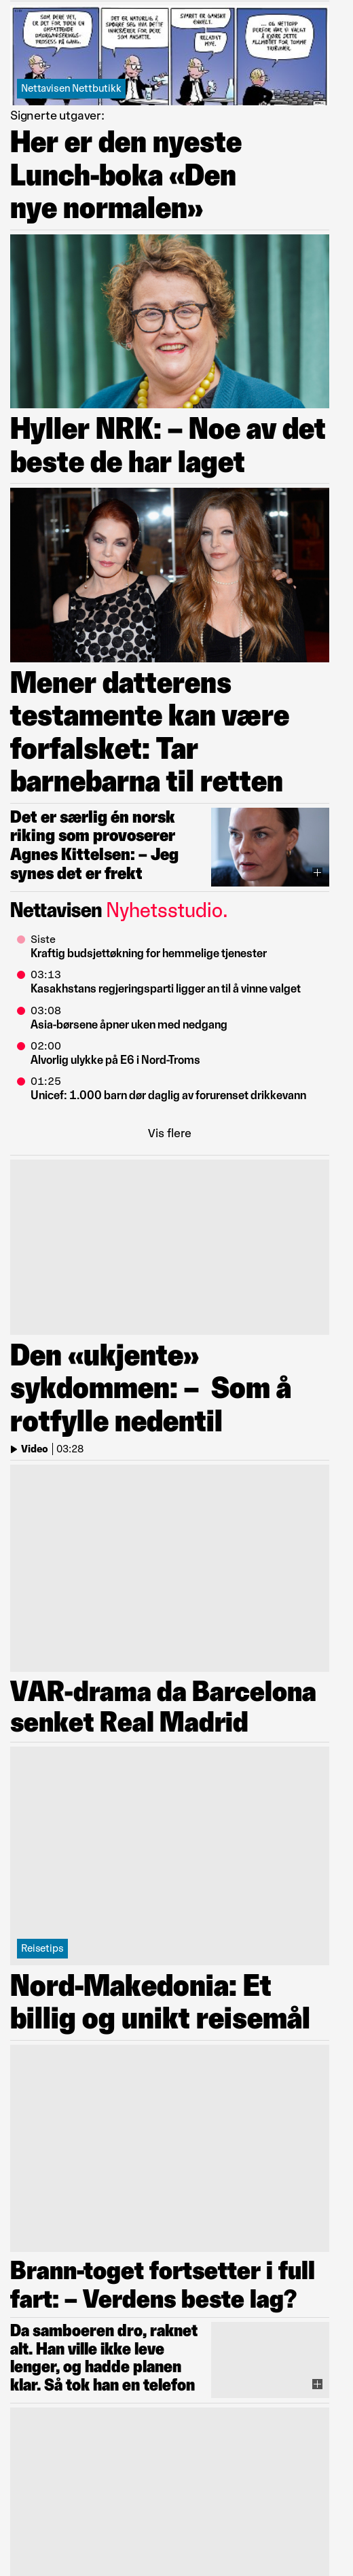 SOM DERE VET,
ER DET FOR TIDEN EN
OMFATTENDE
PROSESS PÅ GANG.
DET ER NATURLIG Å
SPØRRE SEG HVA DETTE
INNEBÆRER FOR DERE
SOM ANSATTE.
SVARET ER GANSKE
ENKELT.
RELATIVT
MYE.
... OG NETTOPP
DERFOR HAR VI VALGT
Å KJØRE DETTE
ALLMØTET FOR TOMME
TRIBUNER.
Nettavisen Nettbutikk
Signerte utgaver:
Her er den nyeste
Lunch-boka «Den
nye normalen»
Hyller NRK: – Noe av det
beste de har laget
Mener datterens
testamente kan være
forfalsket: Tar
barnebarna til retten
Det er særlig én norsk
riking som provoserer
Agnes Kittelsen: – Jeg
synes det er frekt
Nettavisen Nyhetsstudio.
Siste
Kraftig budsjettøkning for hemmelige tjenester
03:13
Kasakhstans regjeringsparti ligger an til å vinne valget
03:08
Asia-børsene åpner uken med nedgang
02:00
Alvorlig ulykke på E6 i Nord-Troms
01:25
Unicef: 1.000 barn dør daglig av forurenset drikkevann
Vis flere
Den «ukjente»
sykdommen: – Som å
rotfylle nedentil
Video | 03:28
VAR-drama da Barcelona
senket Real Madrid
Reisetips
Nord-Makedonia: Et
billig og unikt reisemål
Brann-toget fortsetter i full
fart: – Verdens beste lag?
Da samboeren dro, raknet
alt. Han ville ikke leve
lenger, og hadde planen
klar. Så tok han en telefon